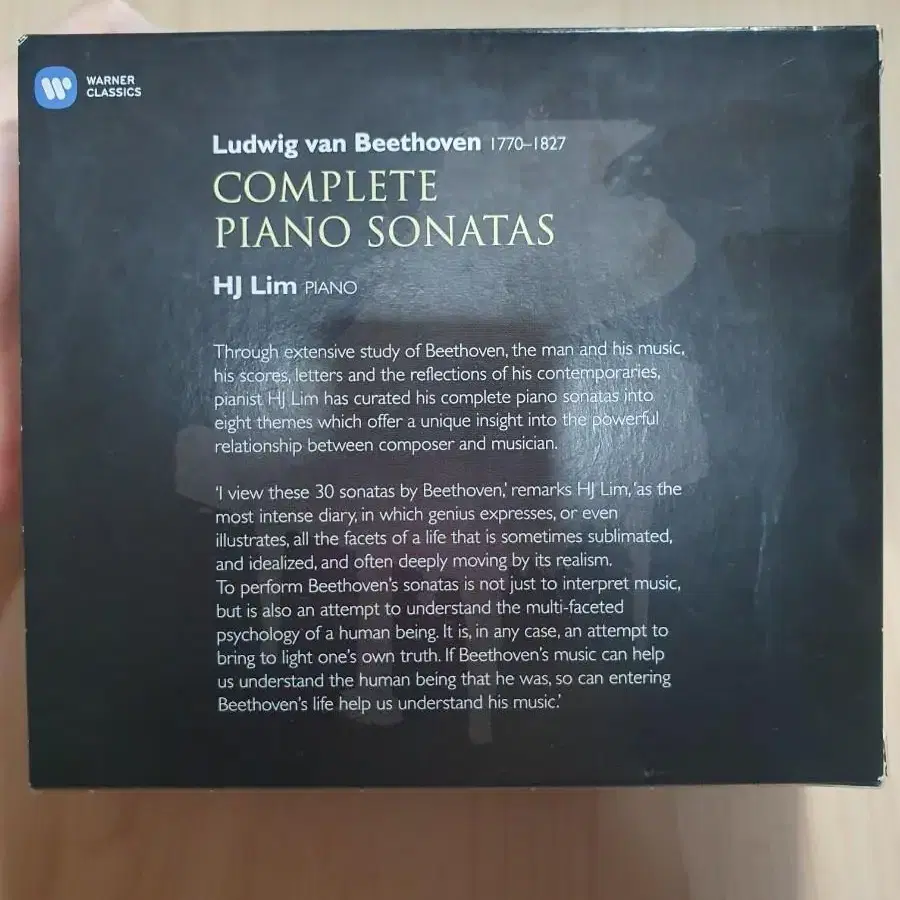 WARNER
CLASSICS
Ludwig van Beethoven 1770–1827
COMPLETE
PIANO SONATAS
HJ Lim PIANO
Through extensive study of Beethoven, the man and his music,
his scores, letters and the reflections of his contemporaries,
pianist HJ Lim has curated his complete piano sonatas into
eight themes which offer a unique insight into the powerful
relationship between composer and musician.
‘I view these 30 sonatas by Beethoven,’ remarks HJ Lim, ‘as the
most intense diary, in which genius expresses, or even
illustrates, all the facets of a life that is sometimes sublimated,
and idealized, and often deeply moving by its realism.
To perform Beethoven’s sonatas is not just to interpret music,
but is also an attempt to understand the multi-faceted
psychology of a human being. It is, in any case, an attempt to
bring to light one’s own truth. If Beethoven’s music can help
us understand the human being that he was, so can entering
Beethoven’s life help us understand his music.’